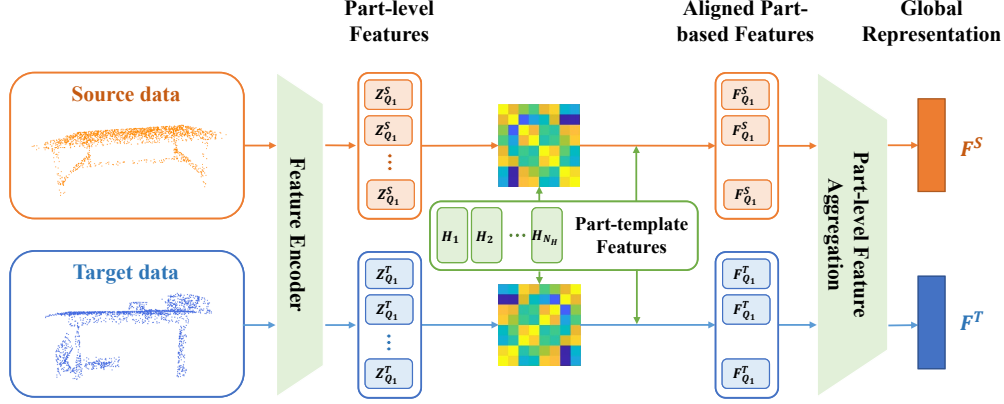 Part-level
Features
Aligned Part-
based Features
Global
Representation
Source data
Feature Encoder
Z^S_{Q_1}
Z^S_{Q_1}
⋮
Z^S_{Q_1}
F^S_{Q_1}
F^S_{Q_1}
F^S_{Q_1}
Part-level Feature
Aggregation
F^S
H_1
H_2
⋯
H_{N_H}
Part-template
Features
Target data
Z^T_{Q_1}
Z^T_{Q_1}
⋮
Z^T_{Q_1}
F^T_{Q_1}
F^T_{Q_1}
F^T_{Q_1}
F^T